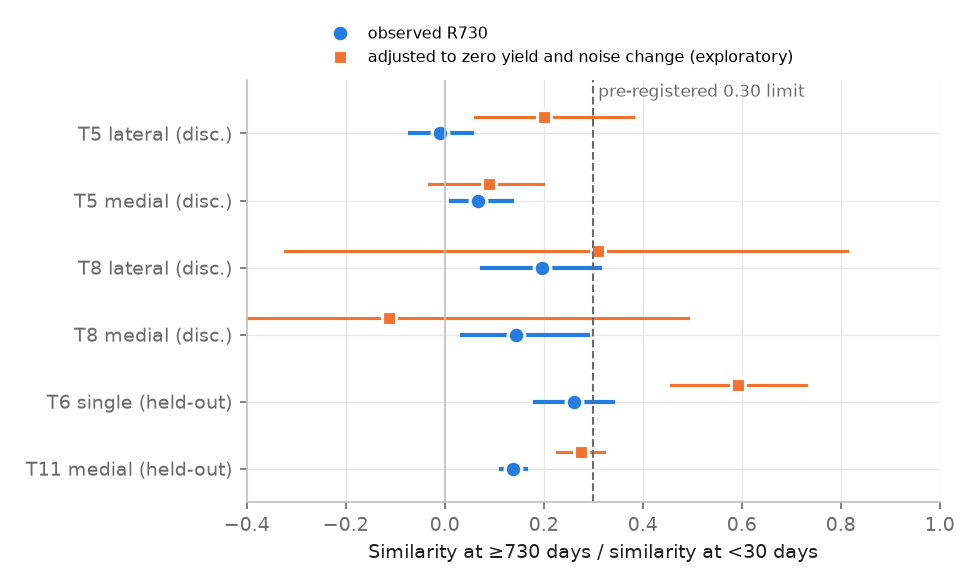 observed R730
adjusted to zero yield and noise change (exploratory)
pre-registered 0.30 limit
T5 lateral (disc.)
T5 medial (disc.)
T8 lateral (disc.)
T8 medial (disc.)
T6 single (held-out)
T11 medial (held-out)
−0.4 −0.2 0.0 0.2 0.4 0.6 0.8 1.0
Similarity at ≥730 days / similarity at <30 days